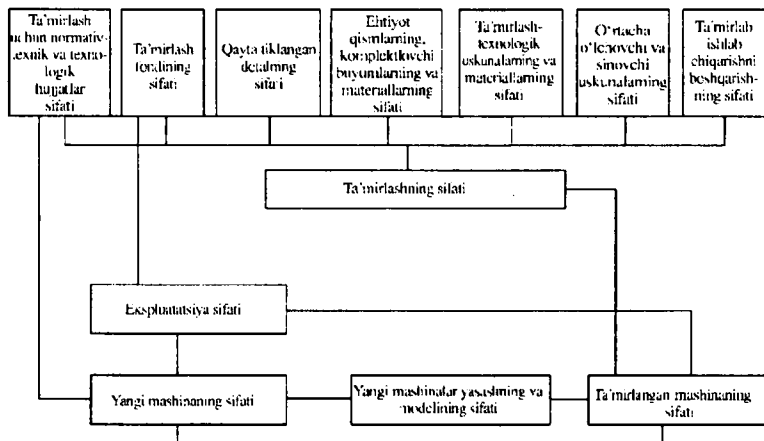 Ta'mirlash
uchun normativ-
texnik va texno-
logik
hujjatlar
sifati
Ta'mirlash
fondining
sifati
Qayta tiklangan
detalning
sifati
Ehtiyot
qismlarning,
komplektlovchi
buyumlarning va
materiallarning
sifati
Ta'mirlash-
texnologik
uskunalarning va
materiallarning
sifati
O'rtacha
o'lchovchi va
sinovchi
uskunalarning
sifati
Ta'mirlab
ishlab
chiqarishni
boshqarish-
ning sifati
Ta'mirlashning sifati
Ekspluatatsiya sifati
Yangi mashinaning sifati
Yangi mashinalar yasashning va
modelining sifati
Ta'mirlangan mashinaning
sifati